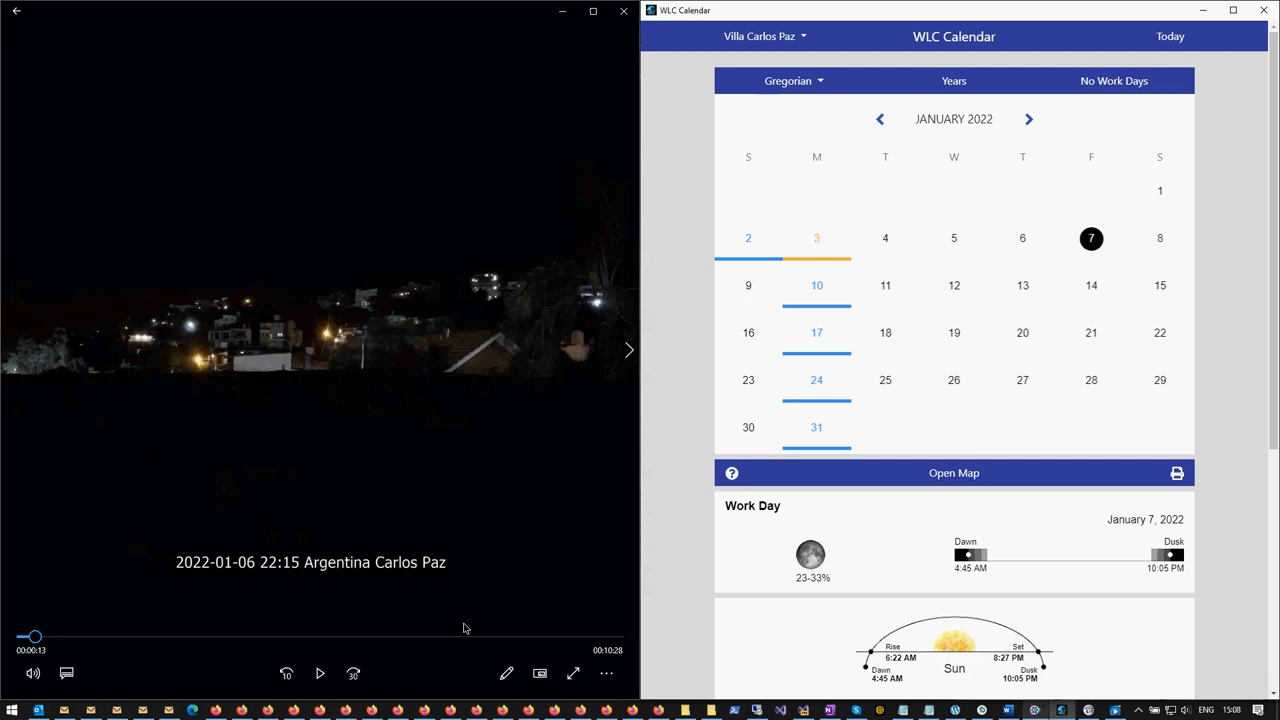 2022-01-06 22:15 Argentina Carlos Paz
00:00:13
00:10:28
10
30
WLC Calendar
Villa Carlos Paz
WLC Calendar
Today
Gregorian
Years
No Work Days
JANUARY 2022
S M T W T F S
1
2 3 4 5 6 7 8
9 10 11 12 13 14 15
16 17 18 19 20 21 22
23 24 25 26 27 28 29
30 31
? Open Map
Work Day
January 7, 2022
23-33%
Dawn Dusk
4:45 AM 10:05 PM
Rise Set
6:22 AM 8:27 PM
Sun
Dawn Dusk
4:45 AM 10:05 PM
ENG 15:08